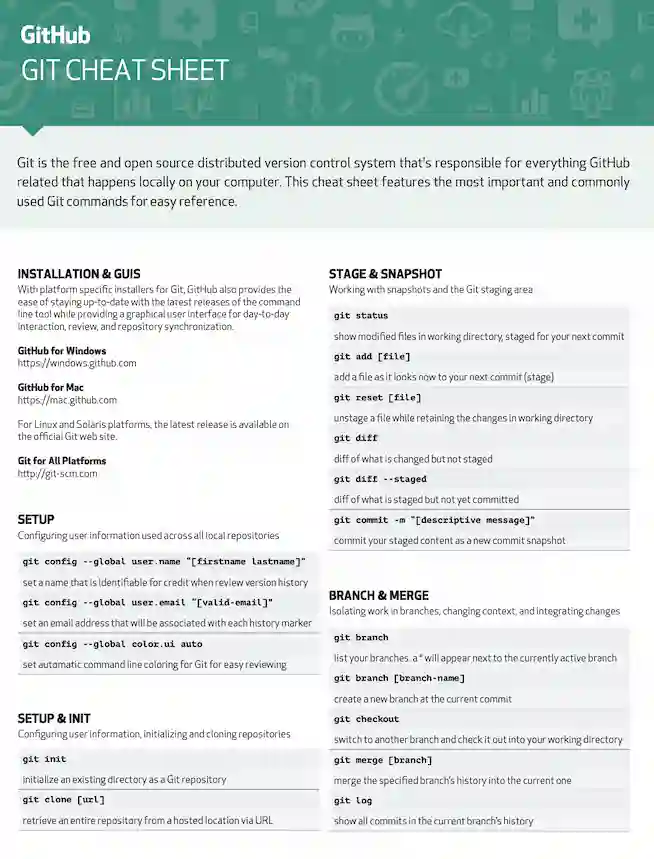 GitHub
GIT CHEAT SHEET
Git is the free and open source distributed version control system that's responsible for everything GitHub
related that happens locally on your computer. This cheat sheet features the most important and commonly
used Git commands for easy reference.
INSTALLATION & GUIS
With platform specific installers for Git, GitHub also provides the
ease of staying up-to-date with the latest releases of the command
line tool while providing a graphical user interface for day-to-day
interaction, review, and repository synchronization.
GitHub for Windows
https://windows.github.com
GitHub for Mac
https://mac.github.com
For Linux and Solaris platforms, the latest release is available on
the official Git web site.
Git for All Platforms
http://git-scm.com
SETUP
Configuring user information used across all local repositories
git config --global user.name "[firstname lastname]"
set a name that is identifiable for credit when review version history
git config --global user.email "[valid-email]"
set an email address that will be associated with each history marker
git config --global color.ui auto
set automatic command line coloring for Git for easy reviewing
SETUP & INIT
Configuring user information, initializing and cloning repositories
git init
initialize an existing directory as a Git repository
git clone [url]
retrieve an entire repository from a hosted location via URL
STAGE & SNAPSHOT
Working with snapshots and the Git staging area
git status
show modified files in working directory, staged for your next commit
git add [file]
add a file as it looks now to your next commit (stage)
git reset [file]
unstage a file while retaining the changes in working directory
git diff
diff of what is changed but not staged
git diff --staged
diff of what is staged but not yet committed
git commit -m "[descriptive message]"
commit your staged content as a new commit snapshot
BRANCH & MERGE
Isolating work in branches, changing context, and integrating changes
git branch
list your branches. a * will appear next to the currently active branch
git branch [branch-name]
create a new branch at the current commit
git checkout
switch to another branch and check it out into your working directory
git merge [branch]
merge the specified branch's history into the current one
git log
show all commits in the current branch's history